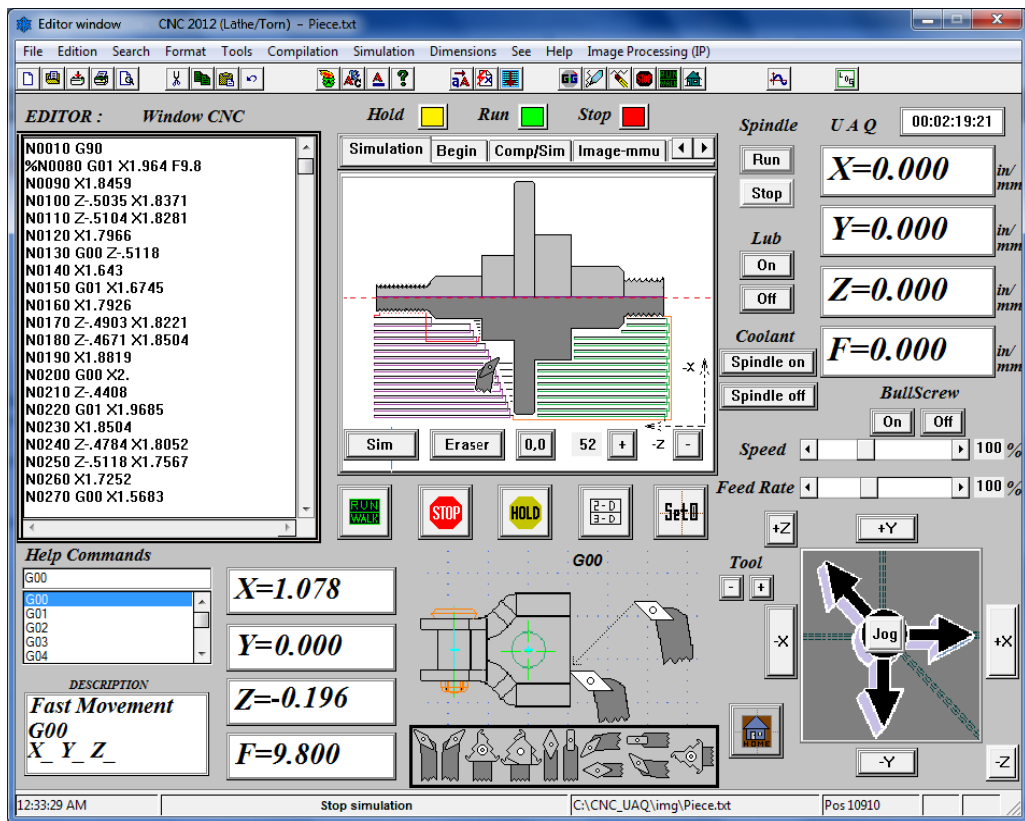 Editor window CNC 2012 (Lathe/Torn) – Piece.txt
File Edition Search Format Tools Compilation Simulation Dimensions See Help Image Processing (IP)
EDITOR : Window CNC
Hold Run Stop
Spindle
U A Q 00:02:19:21
N0010 G90
%N0080 G01 X1.964 F9.8
N0090 X1.8459
N0100 Z-.5035 X1.8371
N0110 Z-.5104 X1.8281
N0120 X1.7966
N0130 G00 Z-.5118
N0140 X1.643
N0150 G01 X1.6745
N0160 X1.7926
N0170 Z-.4903 X1.8221
N0180 Z-.4671 X1.8504
N0190 X1.8819
N0200 G00 X2.
N0210 Z-.4408
N0220 G01 X1.9685
N0230 X1.8504
N0240 Z-.4784 X1.8052
N0250 Z-.5118 X1.7567
N0260 X1.7252
N0270 G00 X1.5683
Simulation Begin Comp/Sim Image-mmu
-X
-Z
Sim Eraser 0,0 52 + -
Run
Stop
Lub
On
Off
Coolant
Spindle on
Spindle off
X=0.000 in/
mm
Y=0.000 in/
mm
Z=0.000 in/
mm
F=0.000 in/
mm
BullScrew
On Off
Speed 100 %
Feed Rate 100 %
RUN
WALK
STOP
HOLD
2-D
3-D
Set0
Help Commands
G00
G00
G01
G02
G03
G04
DESCRIPTION
Fast Movement
G00
X_ Y_ Z_
X=1.078
Y=0.000
Z=-0.196
F=9.800
G00
Tool
- +
+Z
+Y
-X
Jog
+X
HOME
-Y
-Z
12:33:29 AM Stop simulation C:\CNC_UAQ\img\Piece.txt Pos 10910